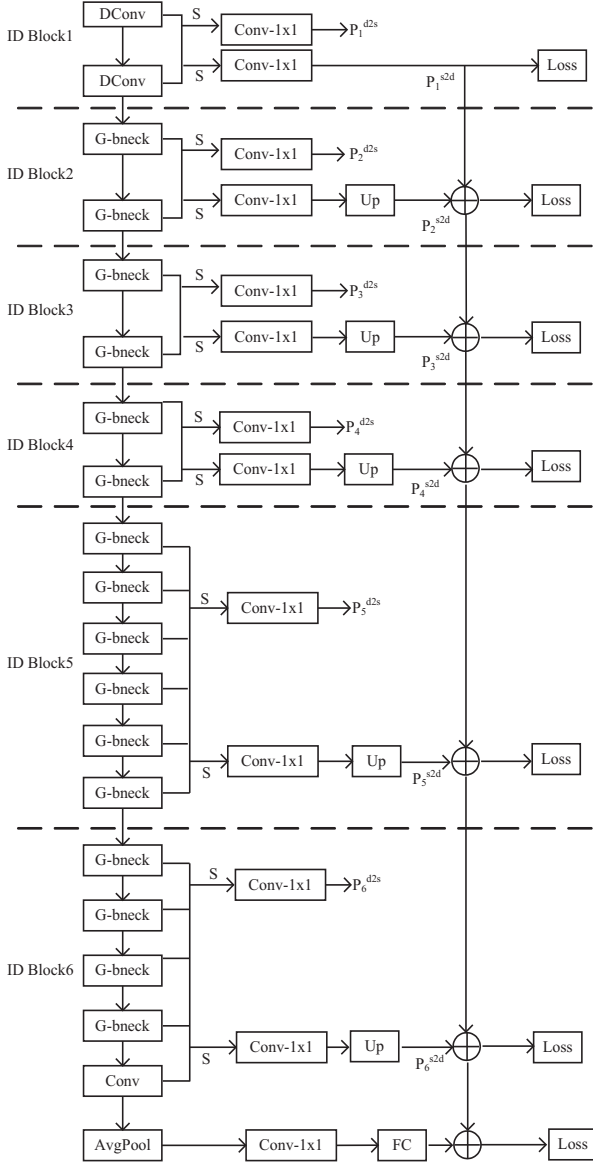 DConv
S
Conv-1x1
P₁ᵈ²ˢ
ID Block1
DConv
S
Conv-1x1
P₁ˢ²ᵈ
Loss
G-bneck
S
Conv-1x1
P₂ᵈ²ˢ
ID Block2
G-bneck
S
Conv-1x1
Up
P₂ˢ²ᵈ
Loss
G-bneck
S
Conv-1x1
P₃ᵈ²ˢ
ID Block3
G-bneck
S
Conv-1x1
Up
P₃ˢ²ᵈ
Loss
G-bneck
S
Conv-1x1
P₄ᵈ²ˢ
ID Block4
G-bneck
S
Conv-1x1
Up
P₄ˢ²ᵈ
Loss
G-bneck
G-bneck
S
Conv-1x1
P₅ᵈ²ˢ
G-bneck
ID Block5
G-bneck
G-bneck
G-bneck
S
Conv-1x1
Up
P₅ˢ²ᵈ
Loss
G-bneck
S
Conv-1x1
P₆ᵈ²ˢ
G-bneck
ID Block6
G-bneck
G-bneck
S
Conv-1x1
Up
P₆ˢ²ᵈ
Loss
Conv
AvgPool
Conv-1x1
FC
Loss